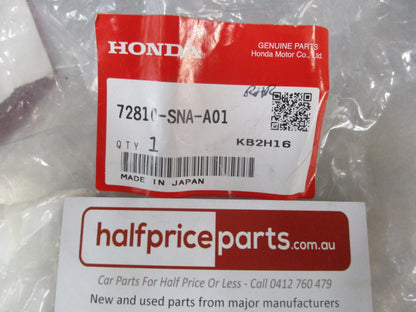 HONDA
GENUINE PARTS
Honda Motor Co., Ltd.
72810-SNA-A01
QTY 1
KB2H16
MADE IN JAPAN
halfpriceparts.com.au
Car Parts For Half Price Or Less - Call 0412 760 479
New and used parts from major manufacturers